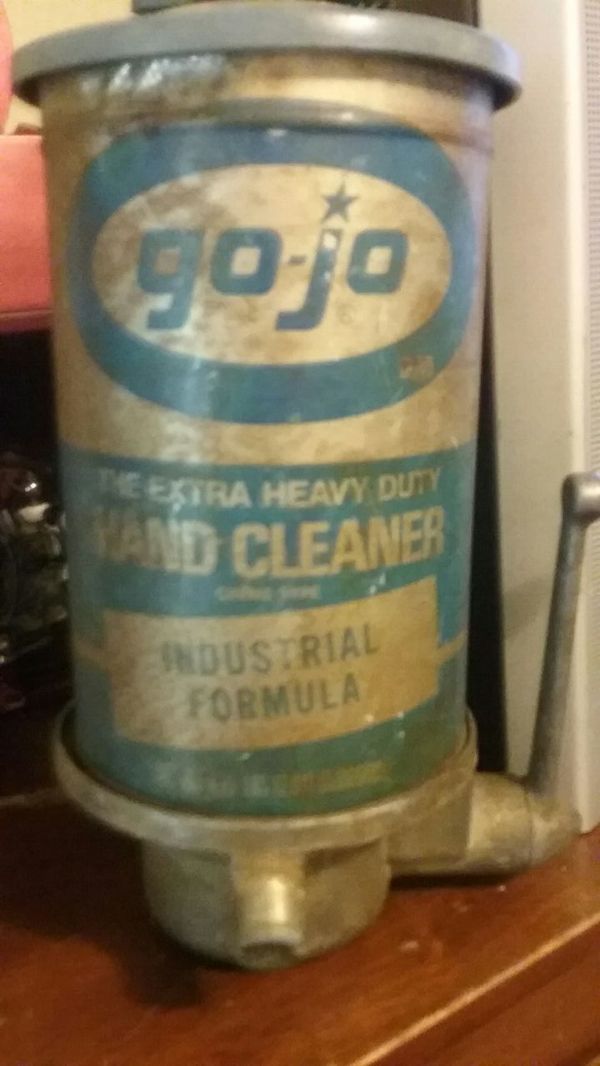 go-jo
THE EXTRA HEAVY DUTY
HAND CLEANER
INDUSTRIAL
FORMULA